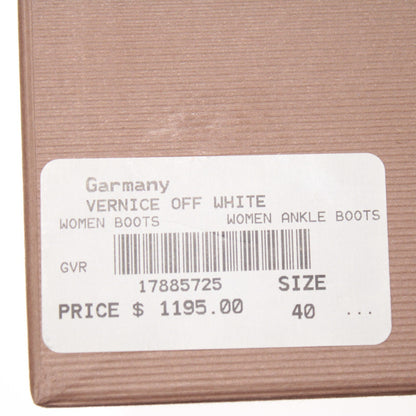 Garmany
VERNICE OFF WHITE
WOMEN BOOTS WOMEN ANKLE BOOTS
GVR
17885725 SIZE
PRICE $ 1195.00 40 ...